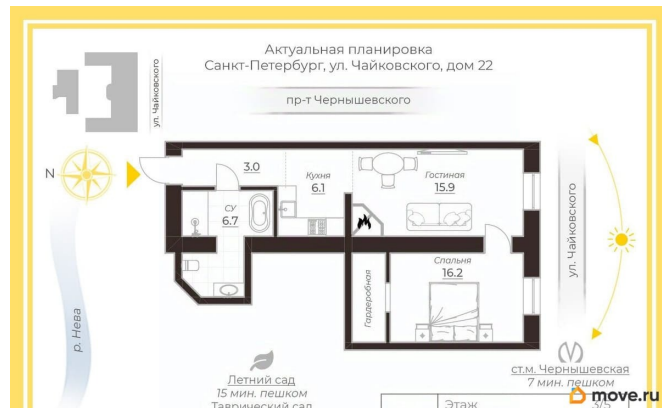 Актуальная планировка
Санкт-Петербург, ул. Чайковского, дом 22
пр-т Чернышевского
ул. Чайковского
N
3.0
Кухня
6.1
Гостиная
15.9
СУ
6.7
Спальня
16.2
Гардеробная
ул. Чайковского
р. Нева
Летний сад
15 мин. пешком
Таврический сад
ст.м. Чернышевская
7 мин. пешком
Этаж
3/5
move.ru